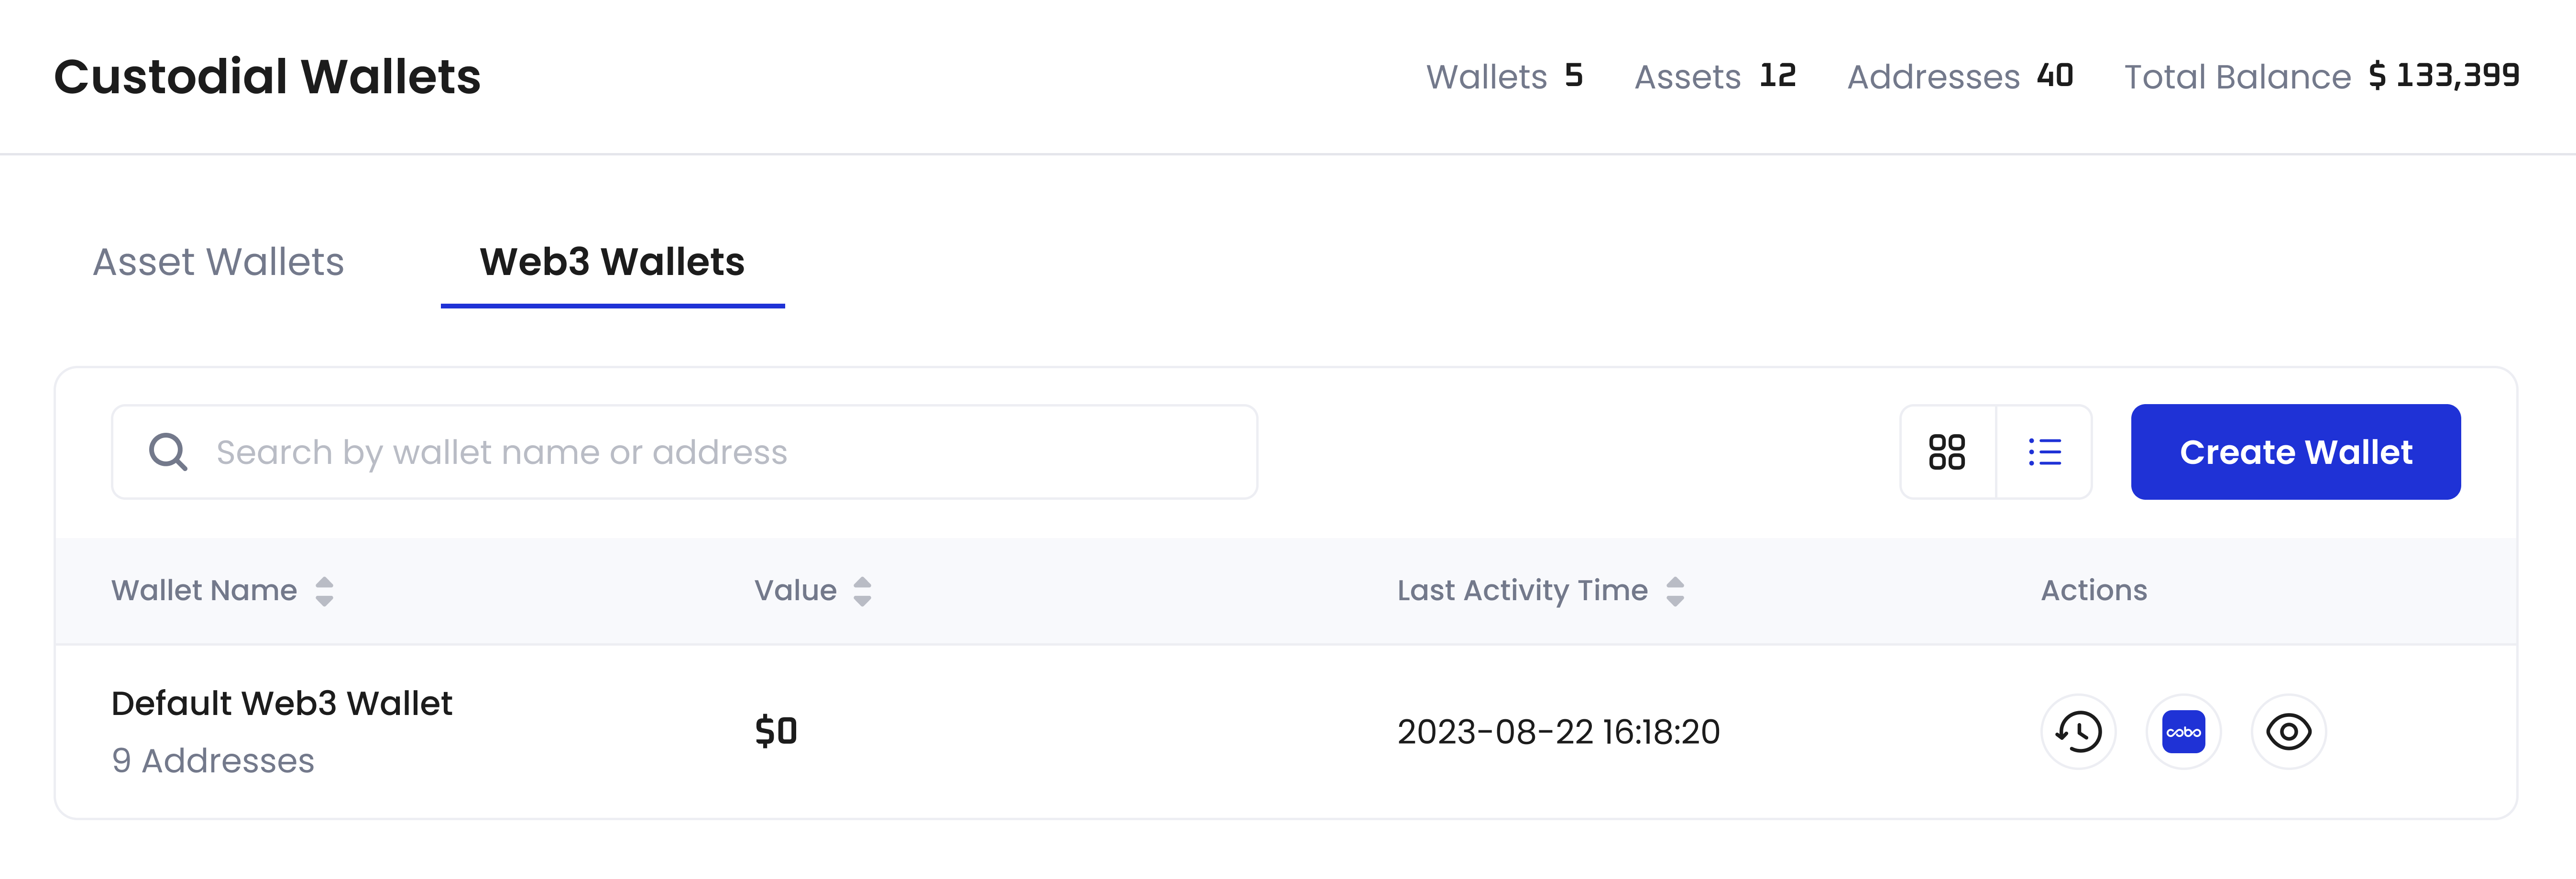 Custodial Wallets
Wallets 5 Assets 12 Addresses 40 Total Balance $ 133,399
Asset Wallets Web3 Wallets
Search by wallet name or address
Create Wallet
Wallet Name Value Last Activity Time Actions
Default Web3 Wallet
9 Addresses
$0
2023-08-22 16:18:20
cobo